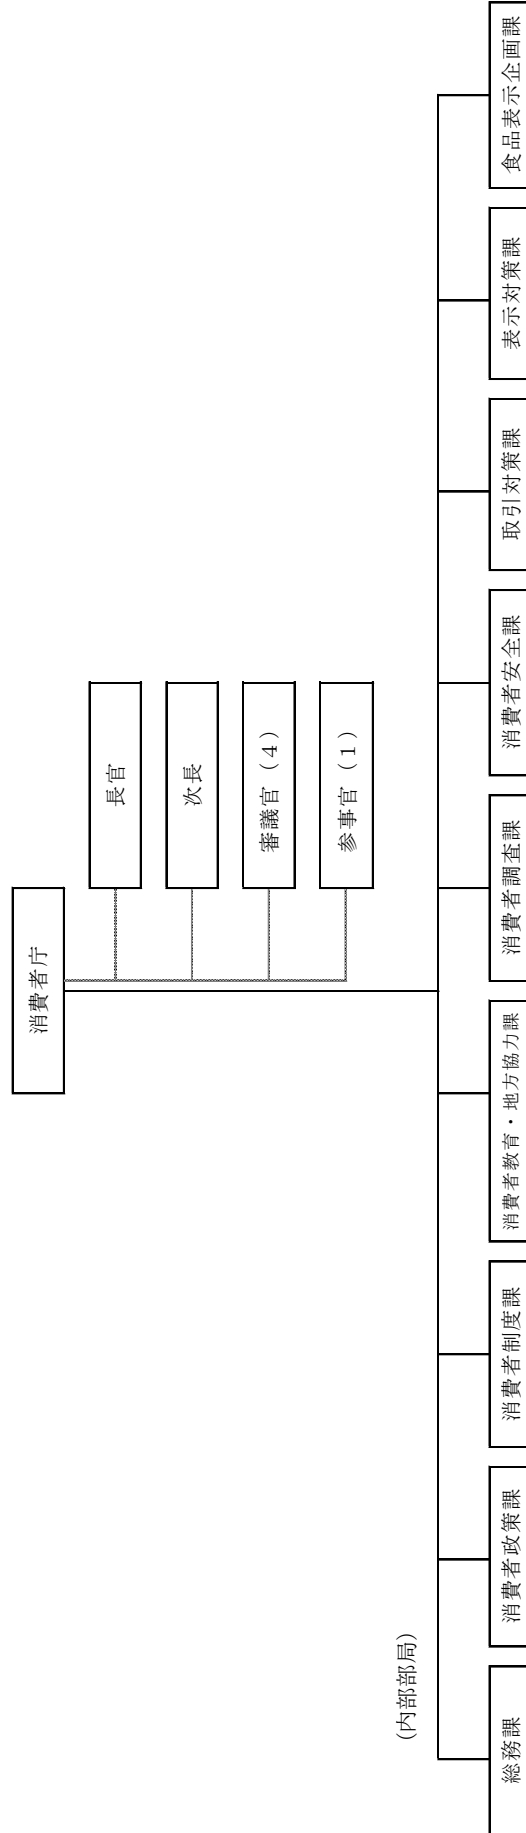 消費者庁
長官
次長
審議官（４）
参事官（１）
(内部部局)
総務課
消費者政策課
消費者制度課
消費者教育・地方協力課
消費者調査課
消費者安全課
取引対策課
表示対策課
食品表示企画課